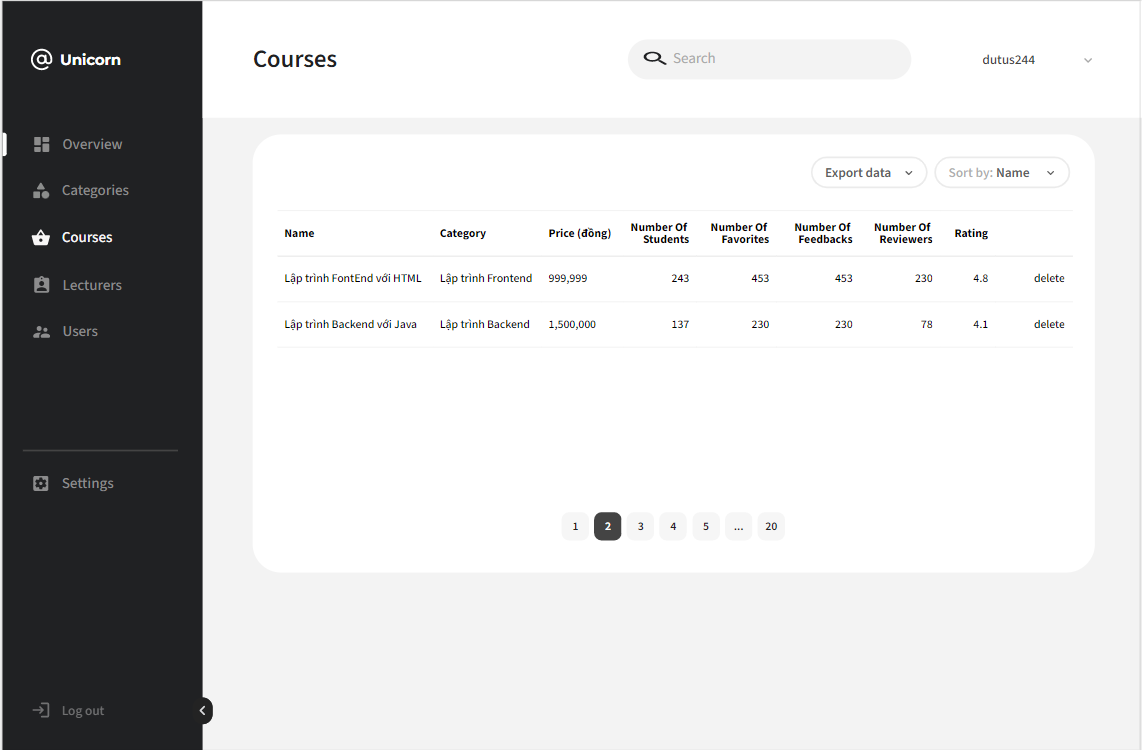 @ Unicorn
Courses
Search
dutus244
Overview
Categories
Courses
Lecturers
Users
Settings
Log out
Export data
Sort by: Name
Name Category Price (đồng) Number Of Students Number Of Favorites Number Of Feedbacks Number Of Reviewers Rating
Lập trình FontEnd với HTML Lập trình Frontend 999,999 243 453 453 230 4.8 delete
Lập trình Backend với Java Lập trình Backend 1,500,000 137 230 230 78 4.1 delete
1 2 3 4 5 ... 20